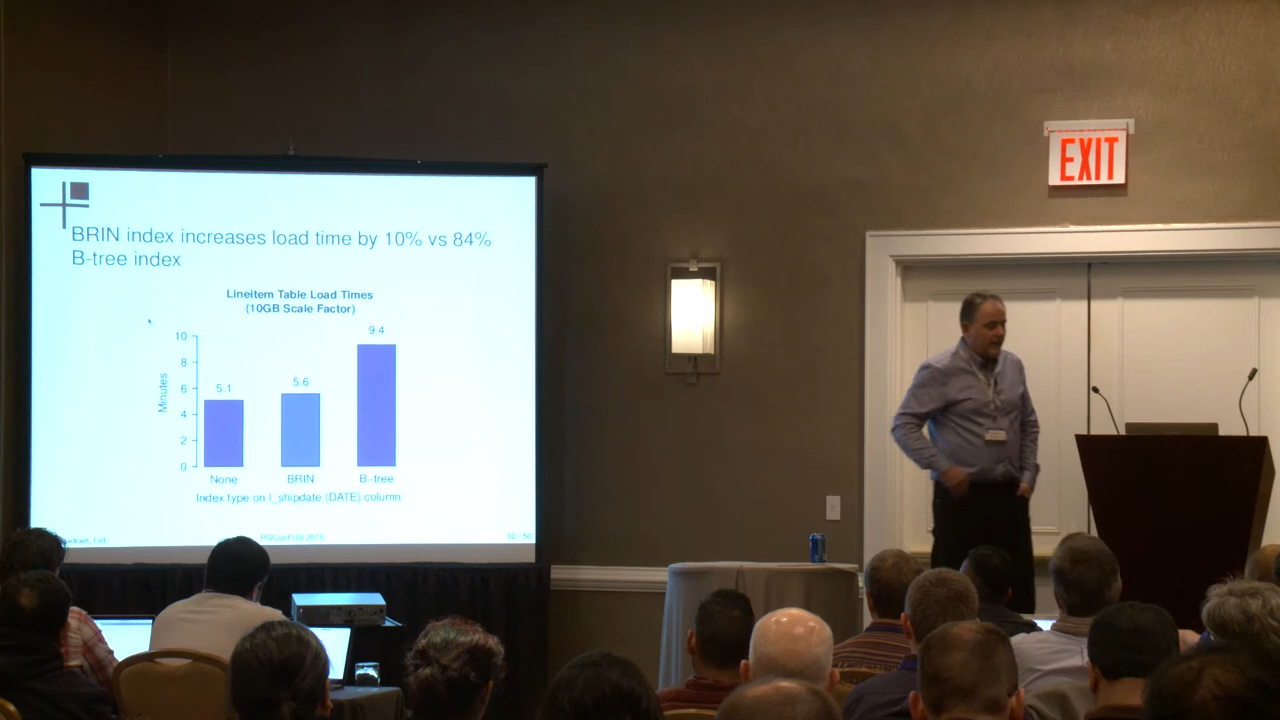 BRIN index increases load time by 10% vs 84%
B-tree index
Lineitem Table Load Times
(10GB Scale Factor)
Minutes
10
8
6
4
2
0
5.1
5.6
9.4
None
BRIN
B--tree
Index type on l_shipdate (DATE) column
PGConf US 2015
32 / 50
EXIT